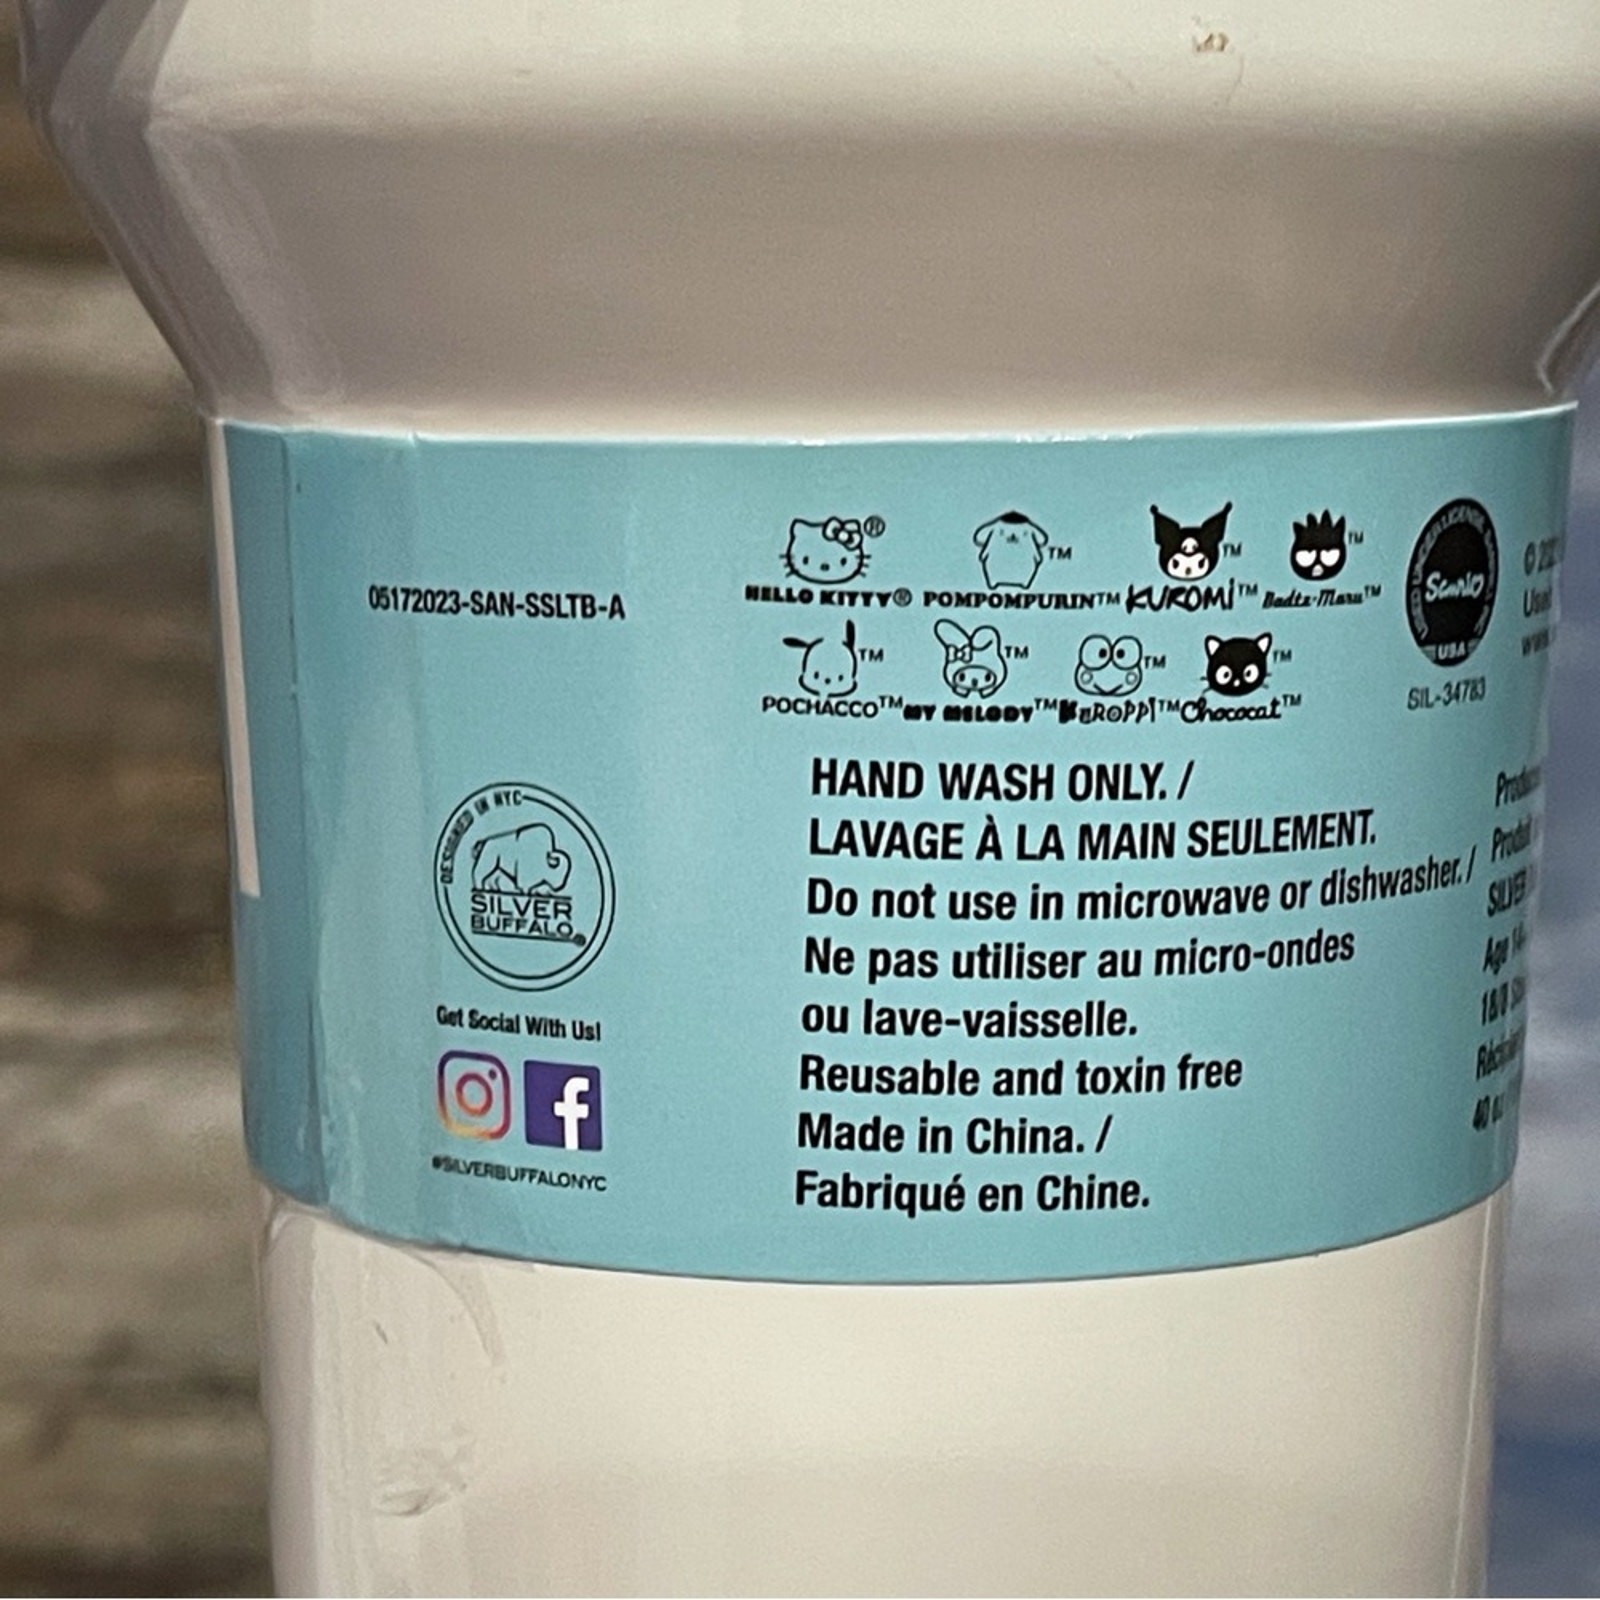 HELLO KITTY® POMPOMPURIN™ KUROMI™ Badtz-Maru™
05172023-SAN-SSLTB-A
Sanrio
USA
POCHACCO™ MY MELODY™ KEROPPI™ Chococat™
SIL-34783
HAND WASH ONLY. /
LAVAGE À LA MAIN SEULEMENT.
Do not use in microwave or dishwasher. /
Ne pas utiliser au micro-ondes
ou lave-vaisselle.
Reusable and toxin free
Made in China. /
Fabriqué en Chine.
DESIGNED IN NYC
SILVER
BUFFALO
Get Social With Us!
#SILVERBUFFALONYC